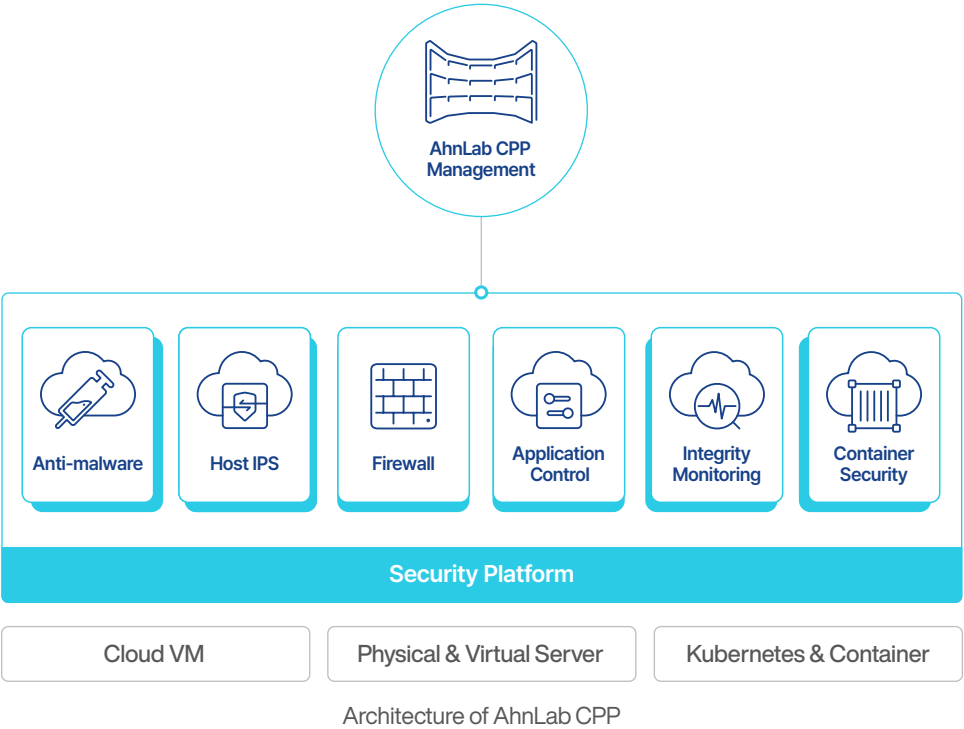 AhnLab CPP
Management
Anti-malware
Host IPS
Firewall
Application
Control
Integrity
Monitoring
Container
Security
Security Platform
Cloud VM
Physical & Virtual Server
Kubernetes & Container
Architecture of AhnLab CPP